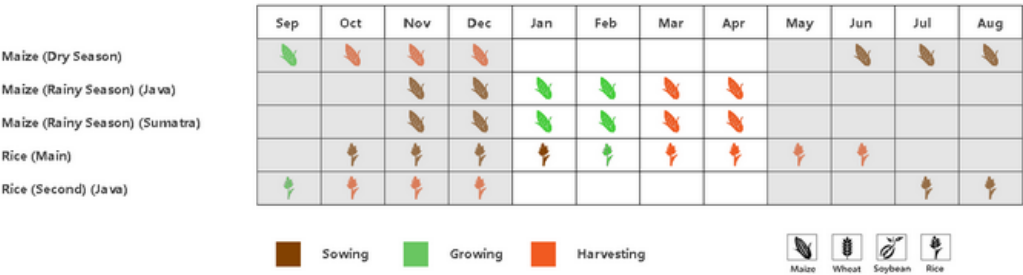 Sep Oct Nov Dec Jan Feb Mar Apr May Jun Jul Aug
Maize (Dry Season)
Maize (Rainy Season) (Java)
Maize (Rainy Season) (Sumatra)
Rice (Main)
Rice (Second) (Java)
Sowing Growing Harvesting
Maize Wheat Soybean Rice